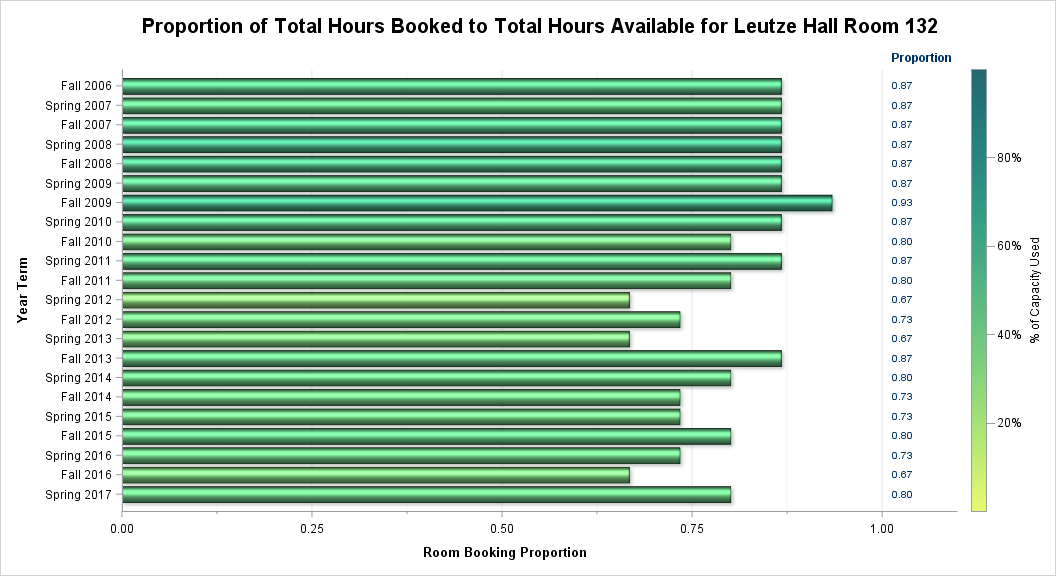 Proportion of Total Hours Booked to Total Hours Available for Leutze Hall Room 132
Proportion
Fall 2006 0.87
Spring 2007 0.87
Fall 2007 0.87
Spring 2008 0.87
Fall 2008 0.87
Spring 2009 0.87
Fall 2009 0.93
Spring 2010 0.87
Fall 2010 0.80
Spring 2011 0.87
Fall 2011 0.80
Spring 2012 0.67
Fall 2012 0.73
Spring 2013 0.67
Fall 2013 0.87
Spring 2014 0.80
Fall 2014 0.73
Spring 2015 0.73
Fall 2015 0.80
Spring 2016 0.73
Fall 2016 0.67
Spring 2017 0.80
Year Term
0.00 0.25 0.50 0.75 1.00
Room Booking Proportion
80%
60%
40%
20%
% of Capacity Used